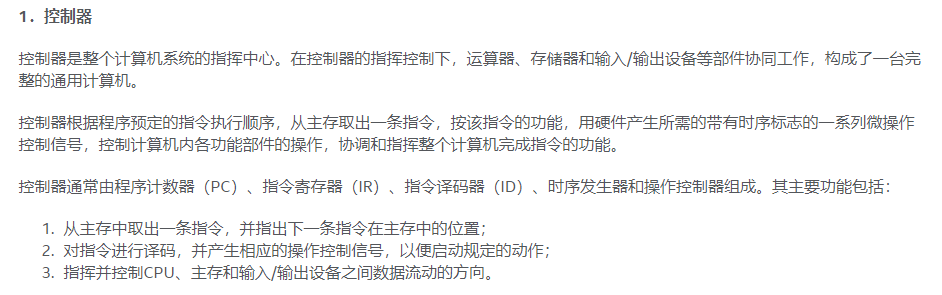 1．控制器
控制器是整个计算机系统的指挥中心。在控制器的指挥控制下，运算器、存储器和输入/输出设备等部件协同工作，构成了一台完
整的通用计算机。
控制器根据程序预定的指令执行顺序，从主存取出一条指令，按该指令的功能，用硬件产生所需的带有时序标志的一系列微操作
控制信号，控制计算机内各功能部件的操作，协调和指挥整个计算机完成指令的功能。
控制器通常由程序计数器（PC）、指令寄存器（IR）、指令译码器（ID）、时序发生器和操作控制器组成。其主要功能包括：
1. 从主存中取出一条指令，并指出下一条指令在主存中的位置；
2. 对指令进行译码，并产生相应的操作控制信号，以便启动规定的动作；
3. 指挥并控制CPU、主存和输入/输出设备之间数据流动的方向。